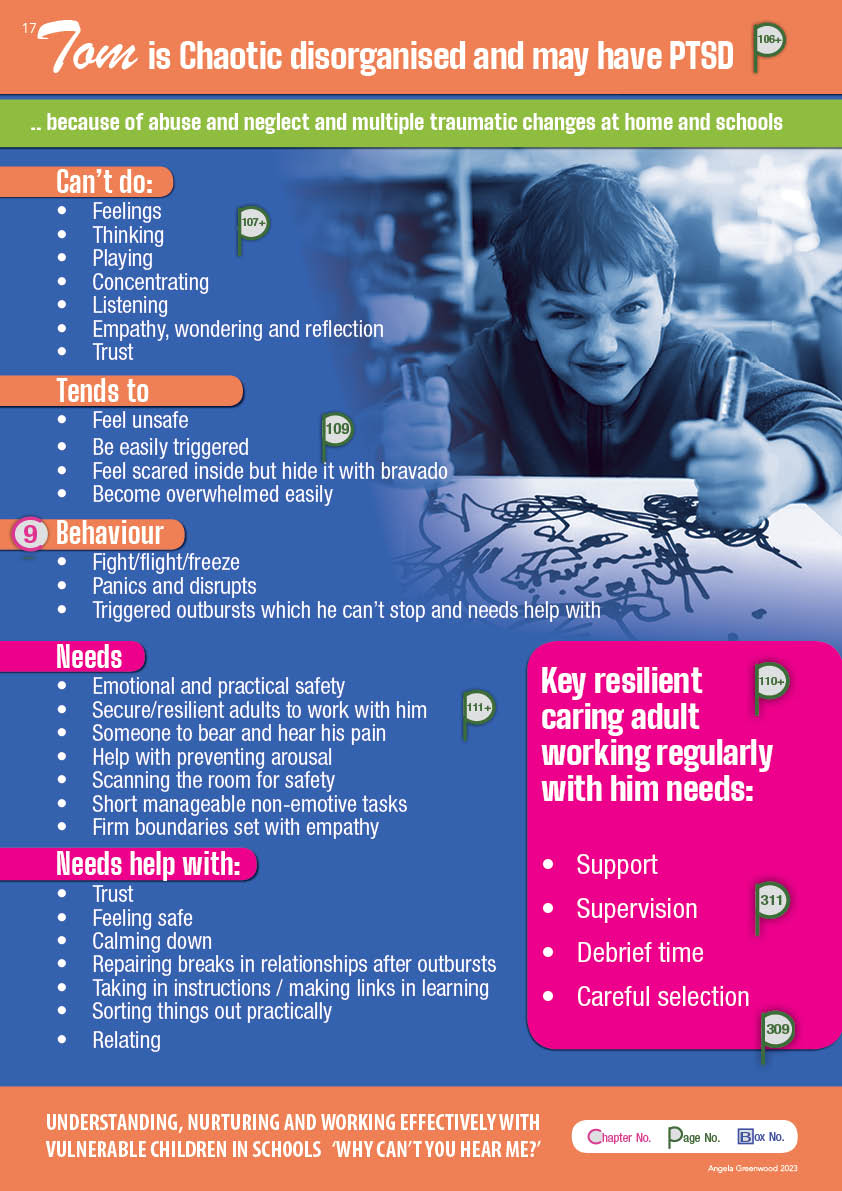 17
Tom is Chaotic disorganised and may have PTSD
106+
.. because of abuse and neglect and multiple traumatic changes at home and schools
Can't do:
• Feelings
107+
• Thinking
• Playing
• Concentrating
• Listening
• Empathy, wondering and reflection
• Trust
Tends to
• Feel unsafe
109
• Be easily triggered
• Feel scared inside but hide it with bravado
• Become overwhelmed easily
9 Behaviour
• Fight/flight/freeze
• Panics and disrupts
• Triggered outbursts which he can't stop and needs help with
Needs
• Emotional and practical safety
• Secure/resilient adults to work with him
111+
• Someone to bear and hear his pain
• Help with preventing arousal
• Scanning the room for safety
• Short manageable non-emotive tasks
• Firm boundaries set with empathy
Needs help with:
• Trust
• Feeling safe
• Calming down
• Repairing breaks in relationships after outbursts
• Taking in instructions / making links in learning
• Sorting things out practically
• Relating
Key resilient
110+
caring adult
working regularly
with him needs:
• Support
311
• Supervision
• Debrief time
• Careful selection
309
UNDERSTANDING, NURTURING AND WORKING EFFECTIVELY WITH
VULNERABLE CHILDREN IN SCHOOLS 'WHY CAN'T YOU HEAR ME?'
Chapter No. Page No. Box No.
Angela Greenwood 2023